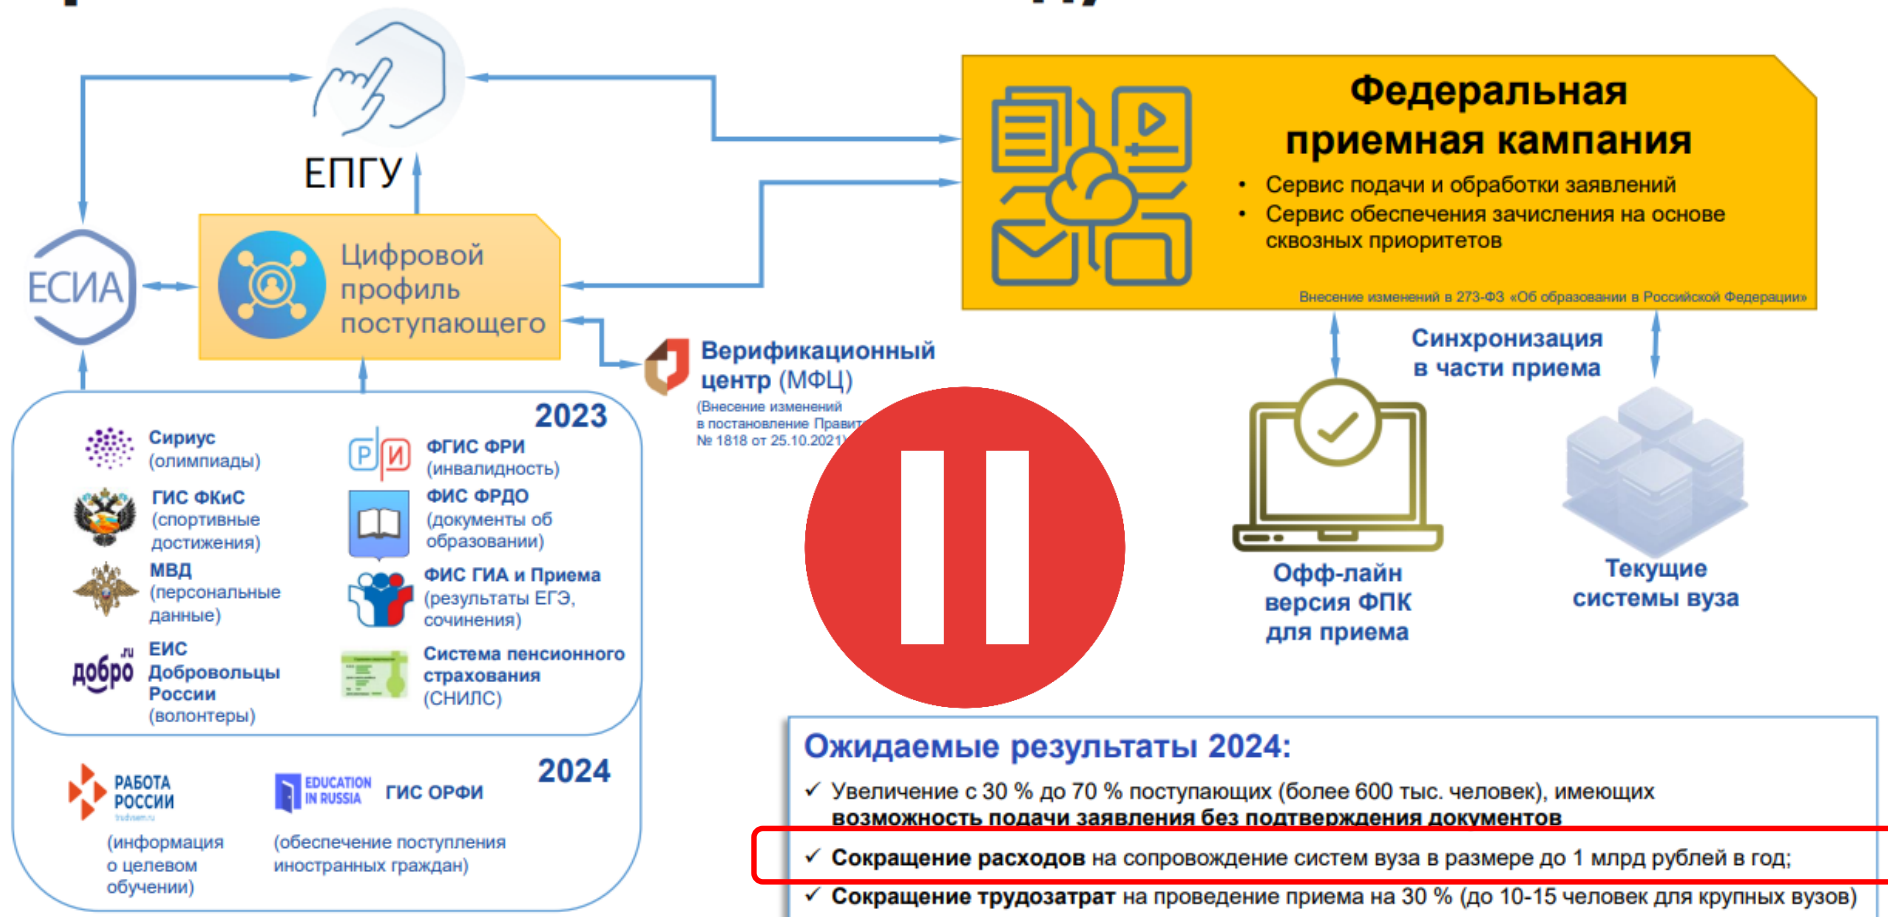 ЕПГУ
ЕСИА
Цифровой
профиль
поступающего
Федеральная
приемная кампания
• Сервис подачи и обработки заявлений
• Сервис обеспечения зачисления на основе
сквозных приоритетов
Внесение изменений в 273-ФЗ «Об образовании в Российской Федерации»
Верификационный
центр (МФЦ)
(Внесение изменений
в постановление Правит
№ 1818 от 25.10.2021)
Синхронизация
в части приема
Офф-лайн
версия ФПК
для приема
Текущие
системы вуза
2023
Сириус
(олимпиады)
ГИС ФКиС
(спортивные
достижения)
МВД
(персональные
данные)
добро
.ru
ЕИС
Добровольцы
России
(волонтеры)
РИ
ФГИС ФРИ
(инвалидность)
ФИС ФРДО
(документы об
образовании)
ФИС ГИА и Приема
(результаты ЕГЭ,
сочинения)
Система пенсионного
страхования
(СНИЛС)
2024
РАБОТА
РОССИИ
trudvsem.ru
(информация
о целевом
обучении)
EDUCATION
IN RUSSIA
ГИС ОРФИ
(обеспечение поступления
иностранных граждан)
Ожидаемые результаты 2024:
✓ Увеличение с 30 % до 70 % поступающих (более 600 тыс. человек), имеющих
возможность подачи заявления без подтверждения документов
✓ Сокращение расходов на сопровождение систем вуза в размере до 1 млрд рублей в год;
✓ Сокращение трудозатрат на проведение приема на 30 % (до 10-15 человек для крупных вузов)